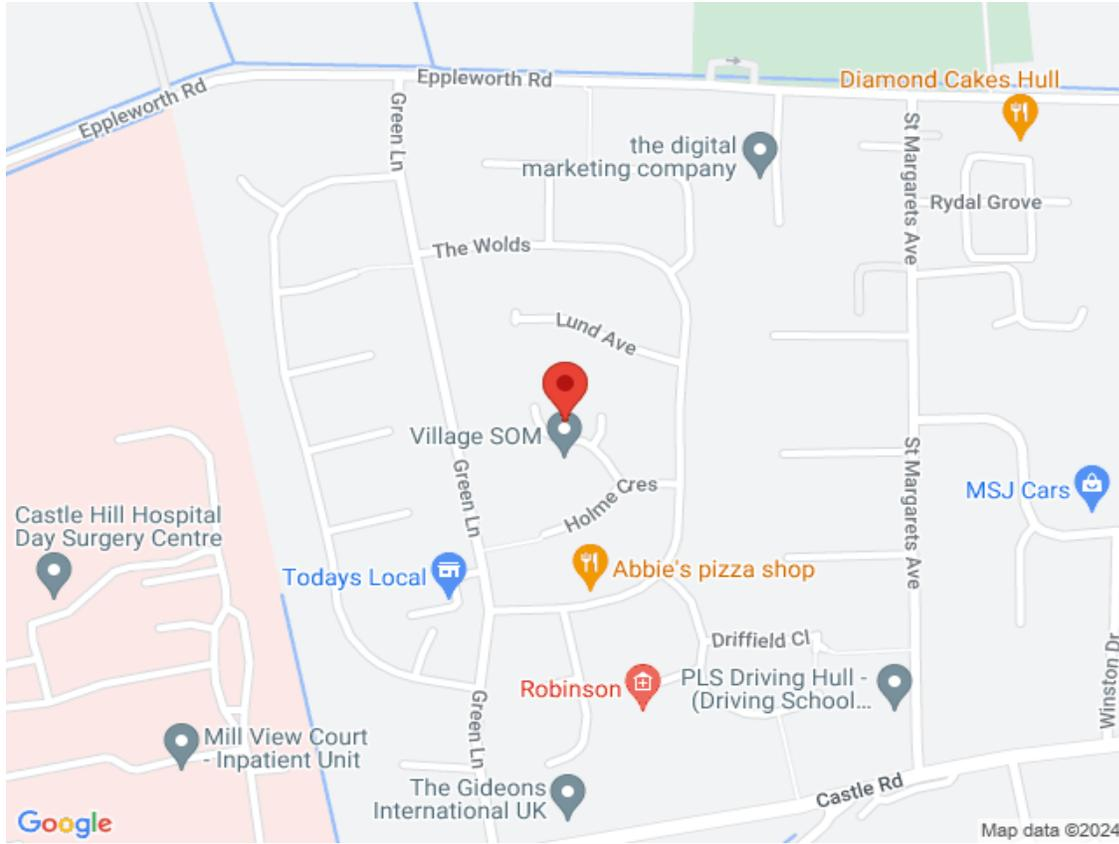 Eppleworth Rd
Eppleworth Rd
Diamond Cakes Hull
Green Ln
the digital
marketing company
St Margarets Ave
Rydal Grove
The Wolds
Lund Ave
Village SOM
Green Ln
Holme Cres
St Margarets Ave
MSJ Cars
Castle Hill Hospital
Day Surgery Centre
Todays Local
Abbie's pizza shop
Driffield Cl
Robinson
PLS Driving Hull -
(Driving School...
Winston Dr
Green Ln
Mill View Court
- Inpatient Unit
The Gideons
International UK
Castle Rd
Google
Map data ©2024